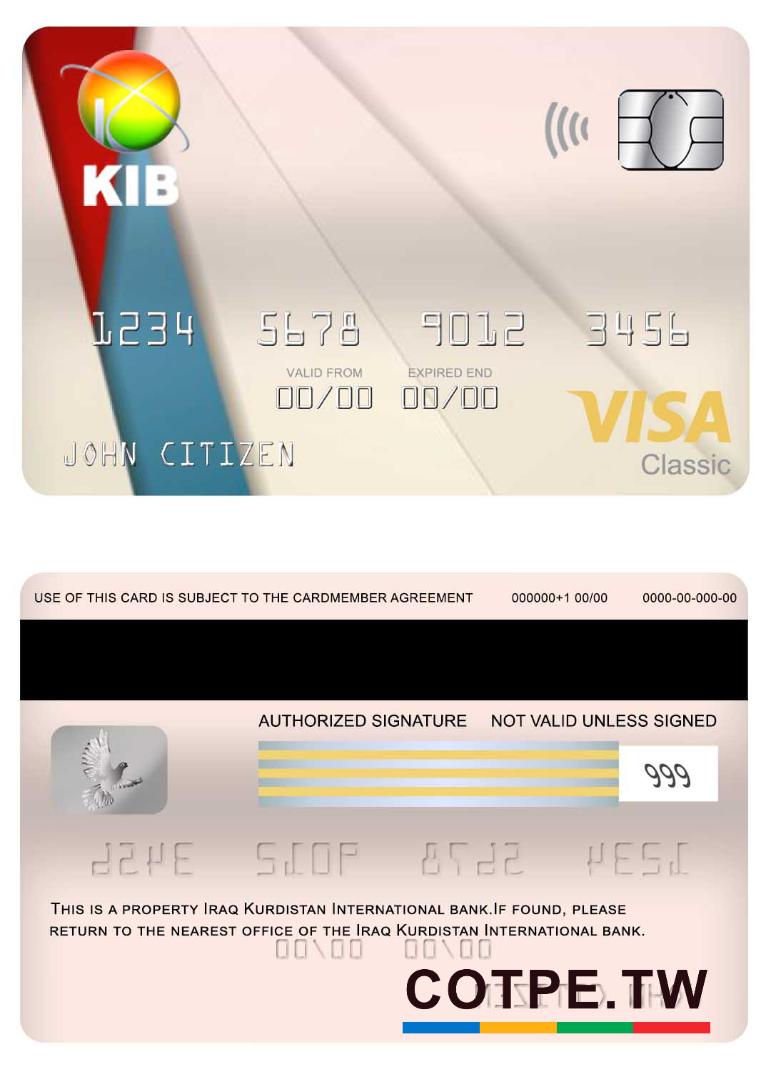 KIB
1234 5678 9012 3456
VALID FROM EXPIRED END
00/00 00/00
VISA
JOHN CITIZEN
Classic
USE OF THIS CARD IS SUBJECT TO THE CARDMEMBER AGREEMENT 000000+1 00/00 0000-00-000-00
AUTHORIZED SIGNATURE NOT VALID UNLESS SIGNED
999
THIS IS A PROPERTY IRAQ KURDISTAN INTERNATIONAL BANK.IF FOUND, PLEASE
RETURN TO THE NEAREST OFFICE OF THE IRAQ KURDISTAN INTERNATIONAL BANK.
COTPE.TW